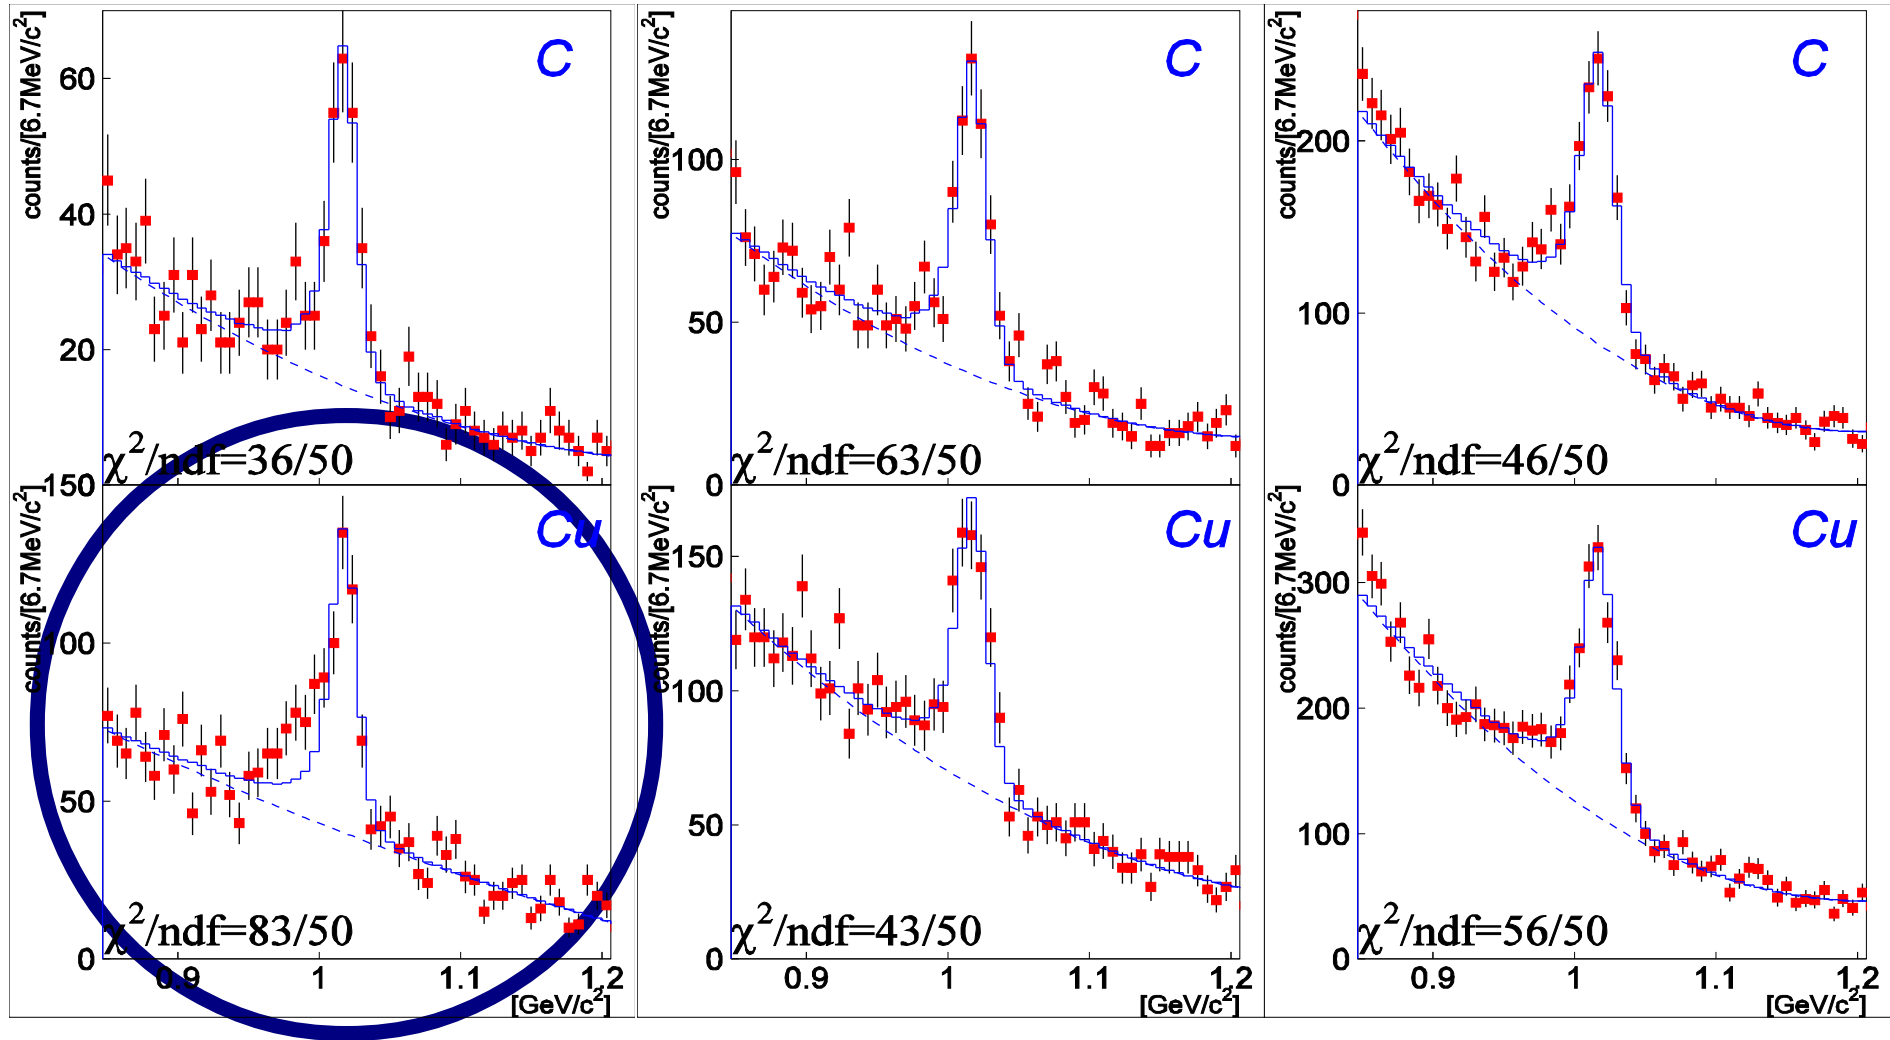 counts/[6.7MeV/c²]
60
40
20
C
χ²/ndf=36/50
counts/[6.7MeV/c²]
100
50
0
C
χ²/ndf=63/50
counts/[6.7MeV/c²]
200
100
0
C
χ²/ndf=46/50
counts/[6.7MeV/c²]
150
100
50
0
Cu
χ²/ndf=83/50
0.9 1 1.1 1.2
[GeV/c²]
counts/[6.7MeV/c²]
150
100
50
0
Cu
χ²/ndf=43/50
0.9 1 1.1 1.2
[GeV/c²]
counts/[6.7MeV/c²]
300
200
100
0
Cu
χ²/ndf=56/50
0.9 1 1.1 1.2
[GeV/c²]